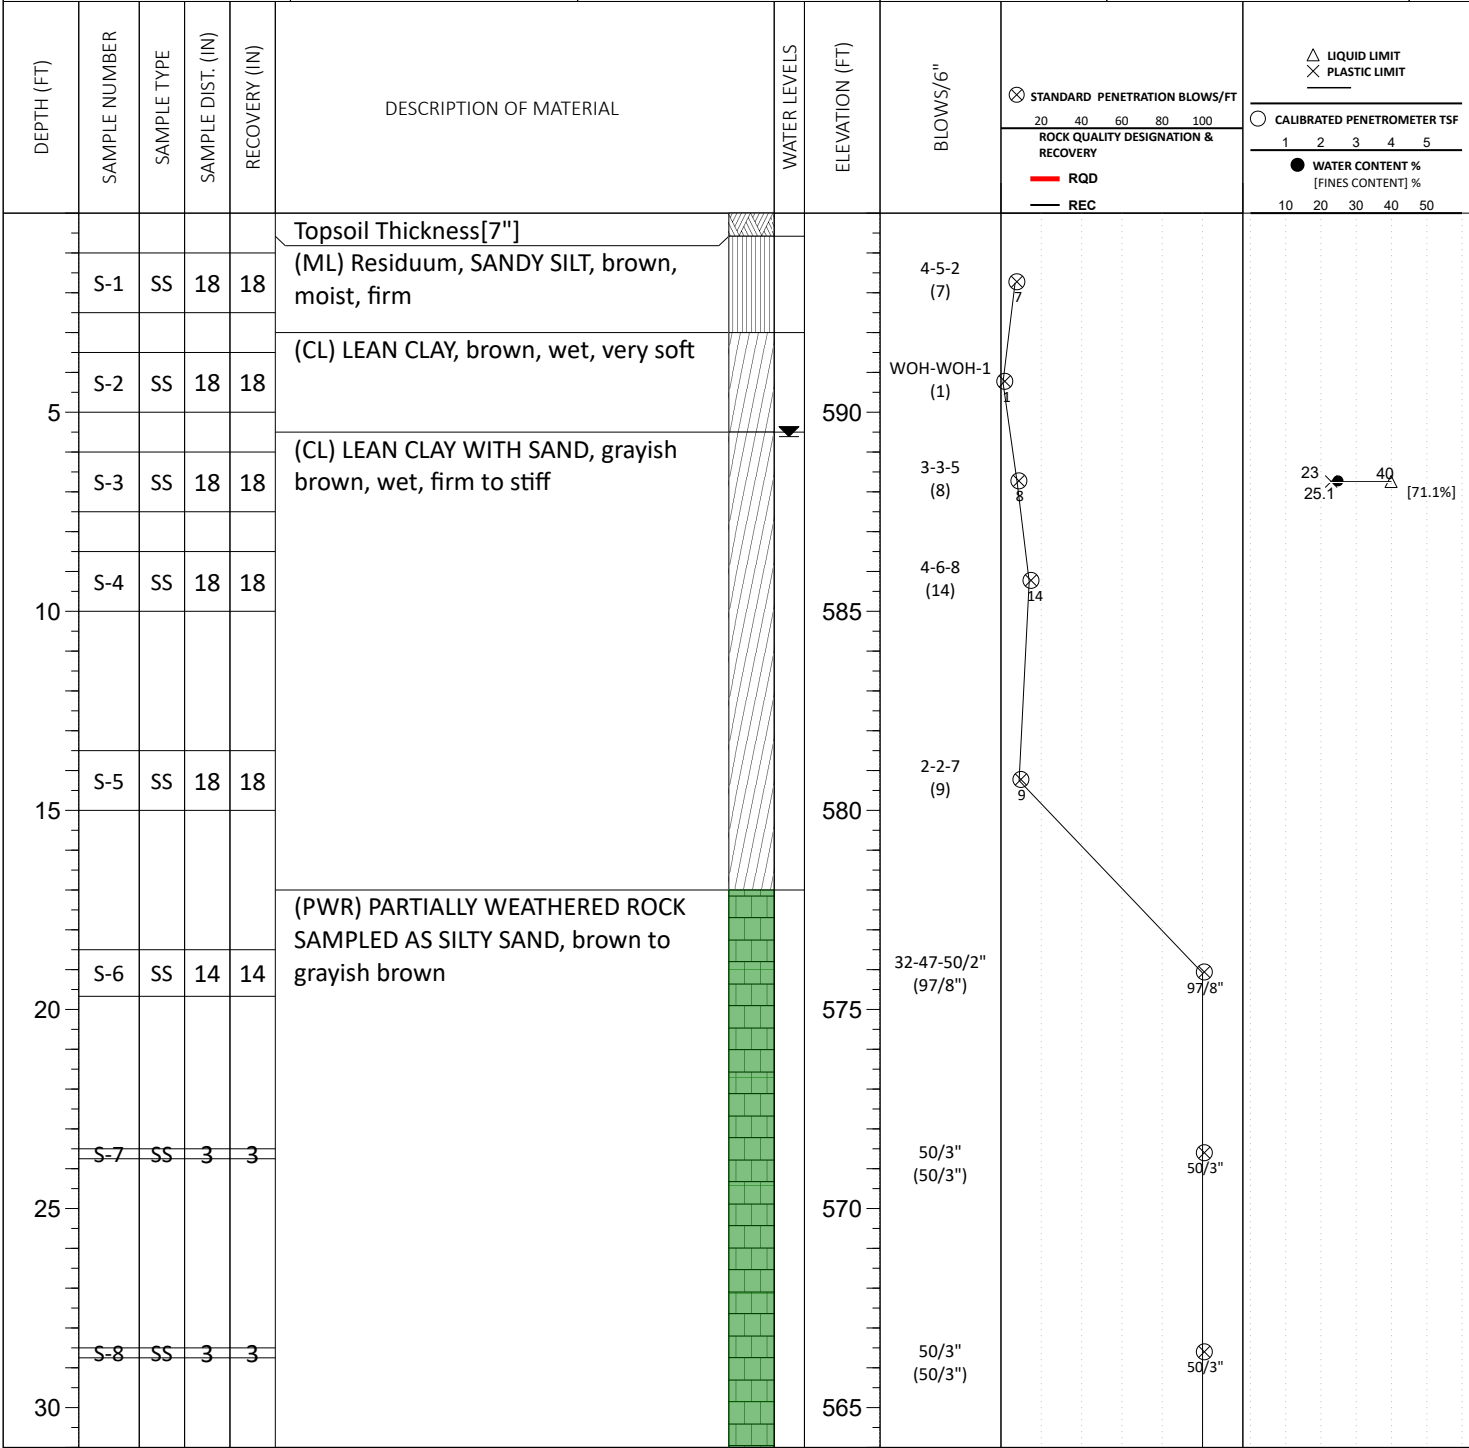 DEPTH (FT)
SAMPLE NUMBER
SAMPLE TYPE
SAMPLE DIST. (IN)
RECOVERY (IN)
DESCRIPTION OF MATERIAL
WATER LEVELS
ELEVATION (FT)
BLOWS/6"
STANDARD PENETRATION BLOWS/FT
20 40 60 80 100
ROCK QUALITY DESIGNATION &
RECOVERY
RQD
REC
LIQUID LIMIT
PLASTIC LIMIT
CALIBRATED PENETROMETER TSF
1 2 3 4 5
WATER CONTENT %
[FINES CONTENT] %
10 20 30 40 50
Topsoil Thickness[7"]
(ML) Residuum, SANDY SILT, brown,
moist, firm
S-1 SS 18 18
4-5-2
(7)
7
(CL) LEAN CLAY, brown, wet, very soft
S-2 SS 18 18
WOH-WOH-1
(1)
1
5
590
(CL) LEAN CLAY WITH SAND, grayish
brown, wet, firm to stiff
S-3 SS 18 18
3-3-5
(8)
8
23 40
25.1 [71.1%]
S-4 SS 18 18
4-6-8
(14)
14
10
585
S-5 SS 18 18
2-2-7
(9)
9
15
580
(PWR) PARTIALLY WEATHERED ROCK
SAMPLED AS SILTY SAND, brown to
grayish brown
S-6 SS 14 14
32-47-50/2"
(97/8")
97/8"
20
575
S-7 SS 3 3
50/3"
(50/3")
50/3"
25
570
S-8 SS 3 3
50/3"
(50/3")
50/3"
30
565